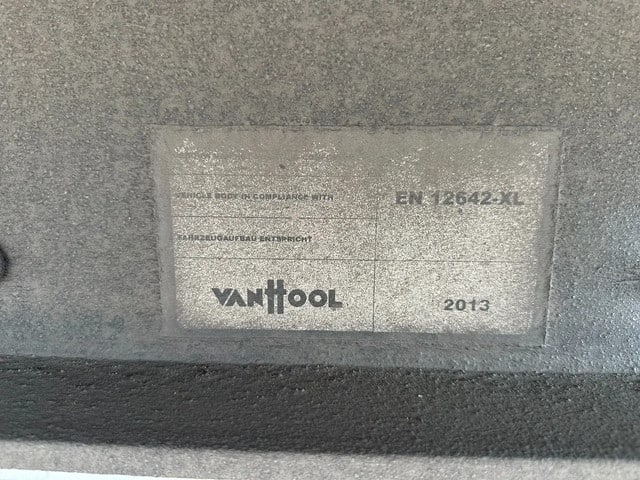 VEHICLE BODY IN COMPLIANCE WITH
EN 12642-XL
FAHRZEUGAUFBAU ENTSPRICHT
VANHOOL
2013